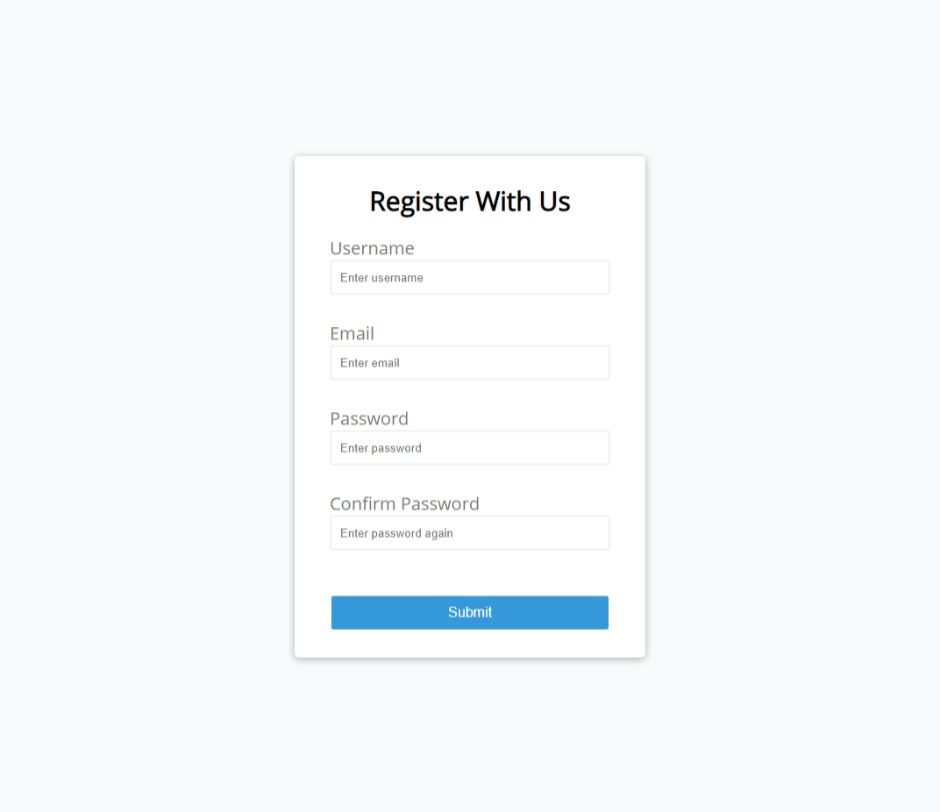 Register With Us
Username
Enter username
Email
Enter email
Password
Enter password
Confirm Password
Enter password again
Submit